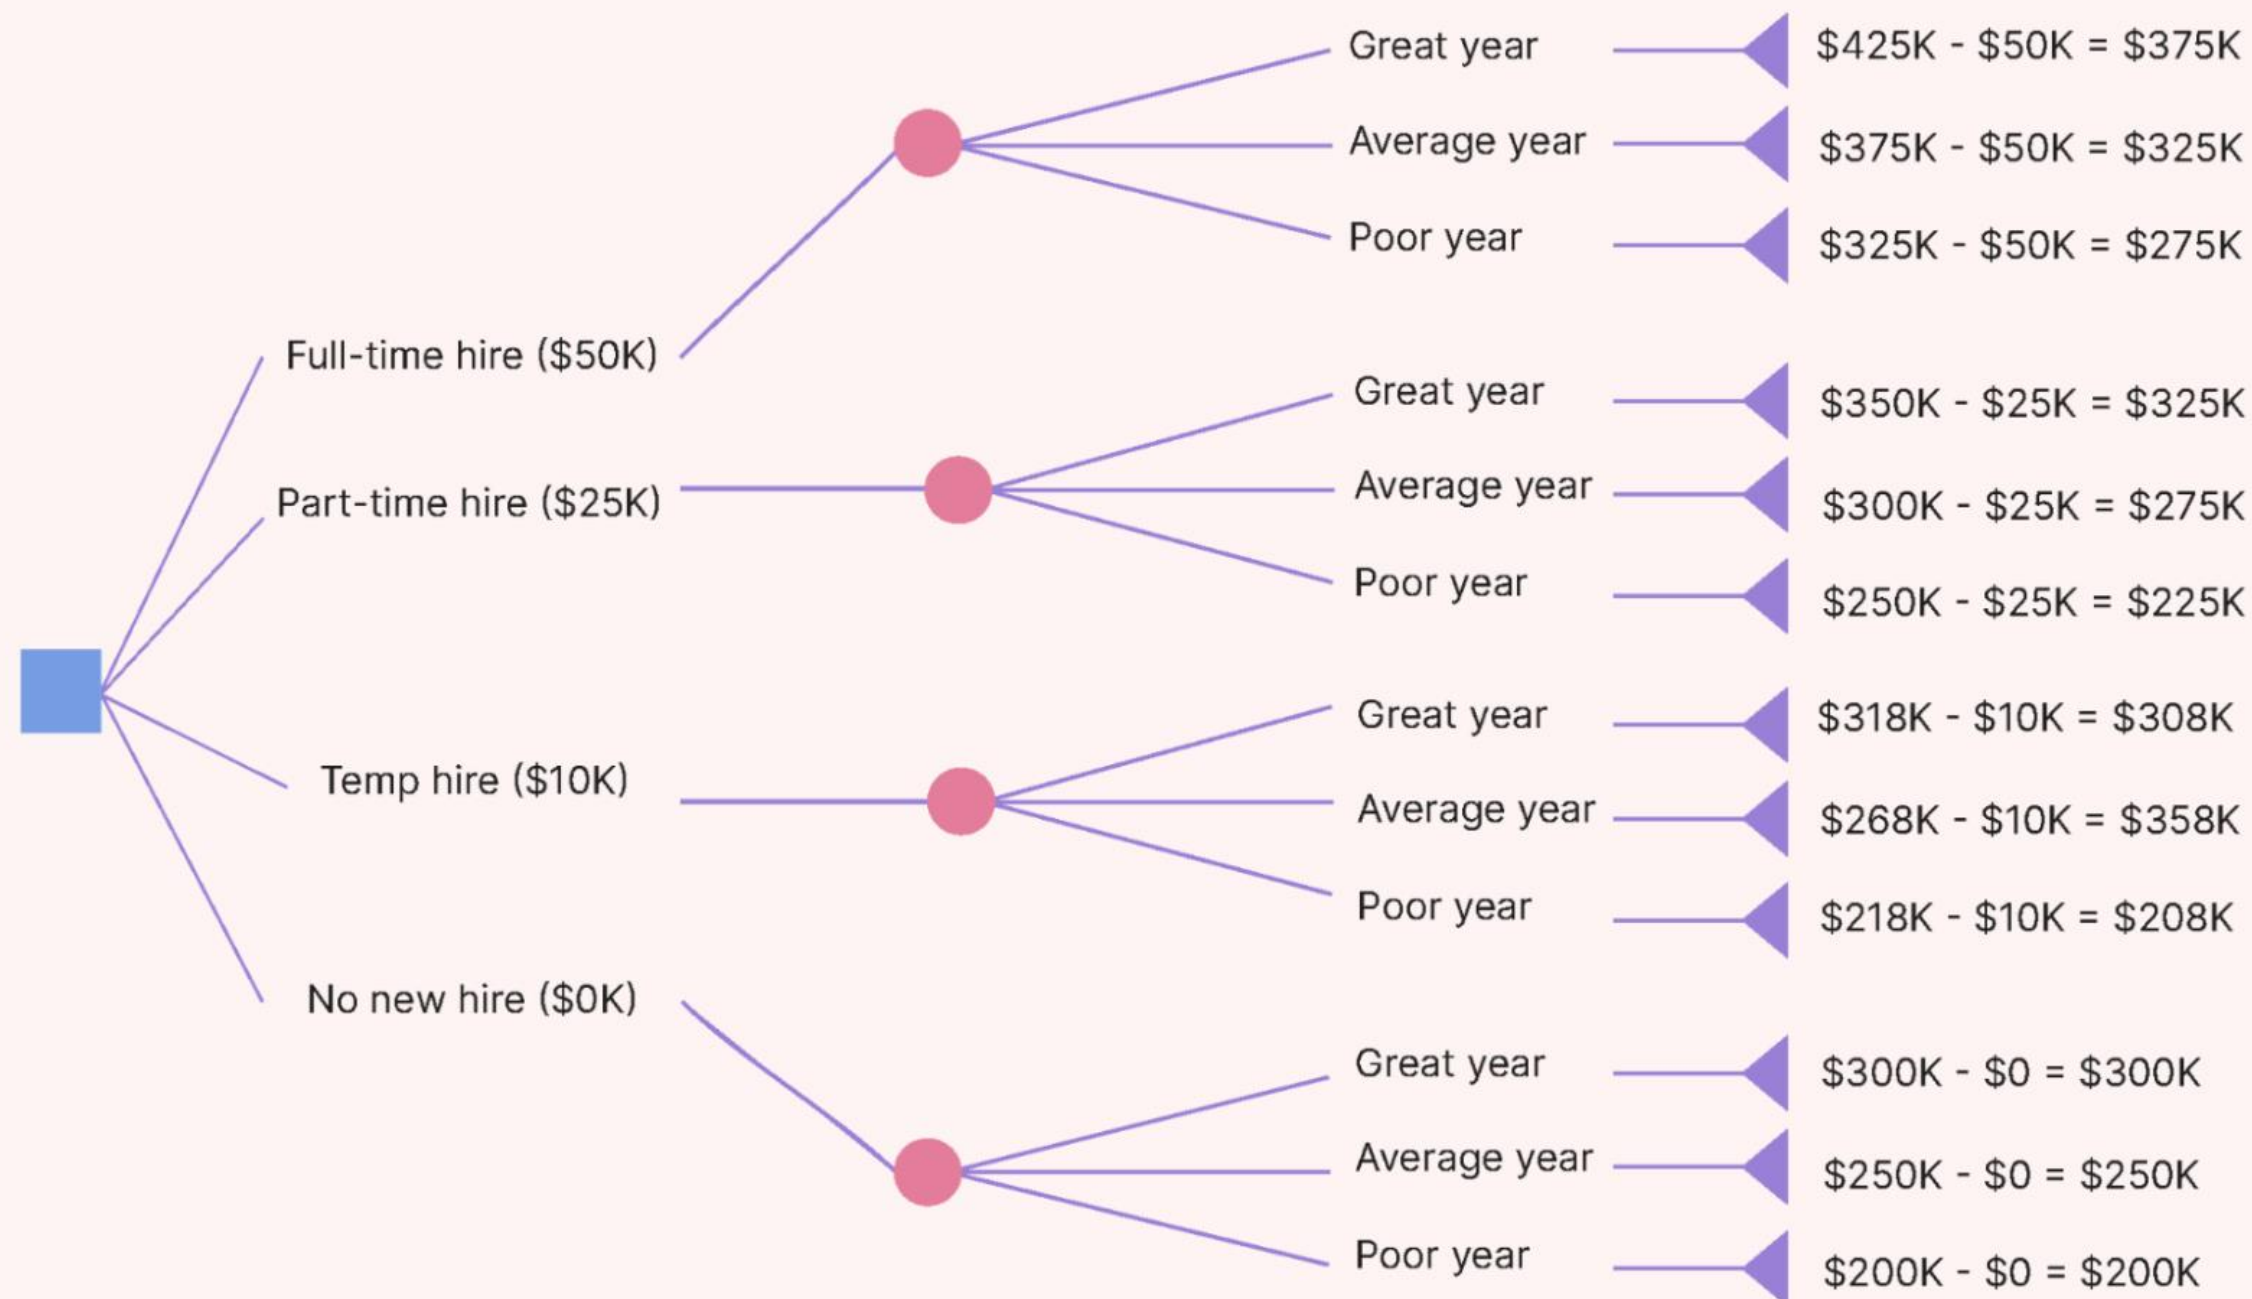 Full-time hire ($50K)
Great year
$425K - $50K = $375K
Average year
$375K - $50K = $325K
Poor year
$325K - $50K = $275K
Part-time hire ($25K)
Great year
$350K - $25K = $325K
Average year
$300K - $25K = $275K
Poor year
$250K - $25K = $225K
Temp hire ($10K)
Great year
$318K - $10K = $308K
Average year
$268K - $10K = $358K
Poor year
$218K - $10K = $208K
No new hire ($0K)
Great year
$300K - $0 = $300K
Average year
$250K - $0 = $250K
Poor year
$200K - $0 = $200K